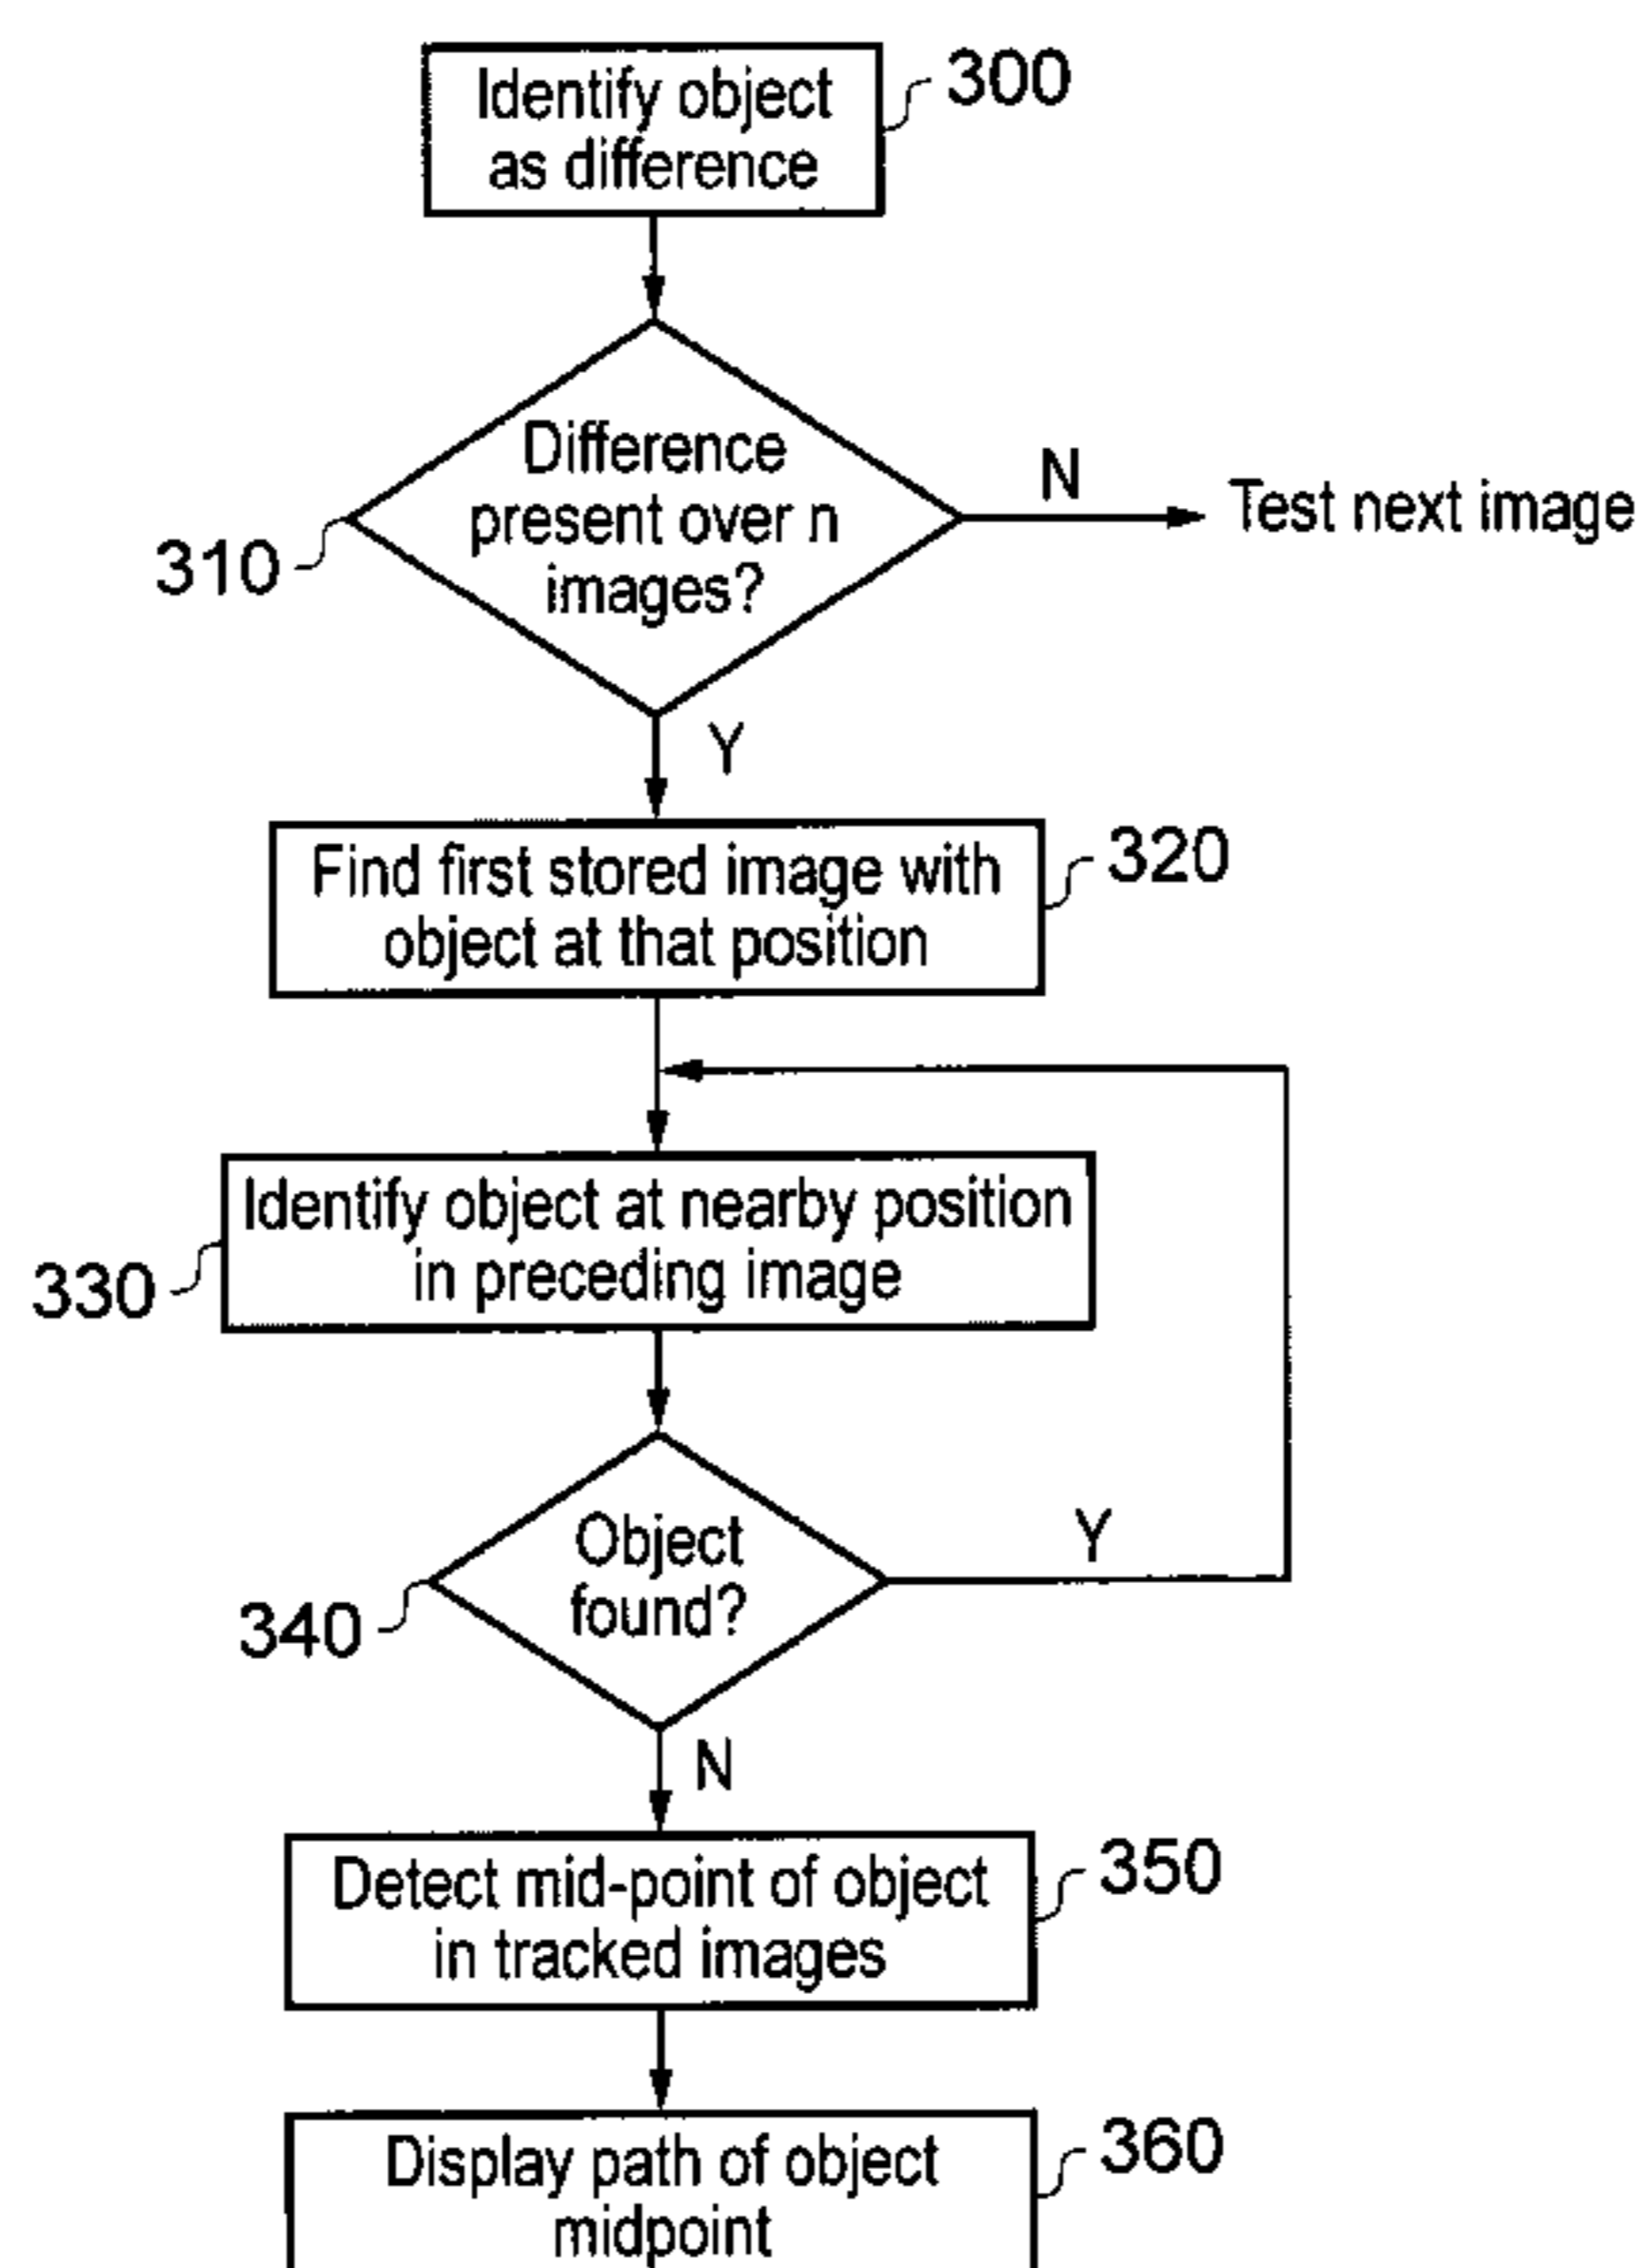 Identify object
as difference
300
Difference
present over n
images?
N
Test next image
310
Y
Find first stored image with
object at that position
320
Identify object at nearby position
in preceding image
330
Object
found?
Y
340
N
Detect mid-point of object
in tracked images
350
Display path of object
midpoint
360